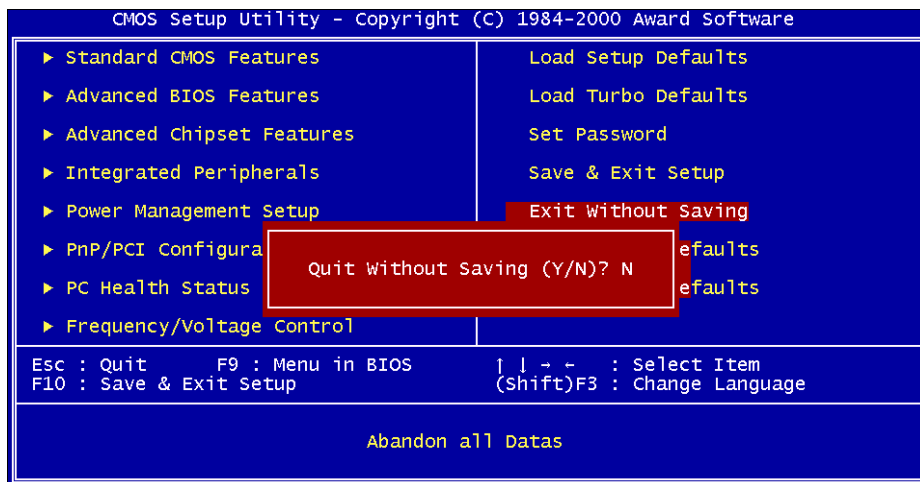 CMOS Setup Utility - Copyright (C) 1984-2000 Award Software
▶ Standard CMOS Features
▶ Advanced BIOS Features
▶ Advanced Chipset Features
▶ Integrated Peripherals
▶ Power Management Setup
▶ PnP/PCI Configura
▶ PC Health Status
▶ Frequency/Voltage Control
Load Setup Defaults
Load Turbo Defaults
Set Password
Save & Exit Setup
Exit Without Saving
efaults
efaults
Quit Without Saving (Y/N)? N
Esc : Quit F9 : Menu in BIOS ↑ ↓ → ← : Select Item
F10 : Save & Exit Setup (Shift)F3 : Change Language
Abandon all Datas